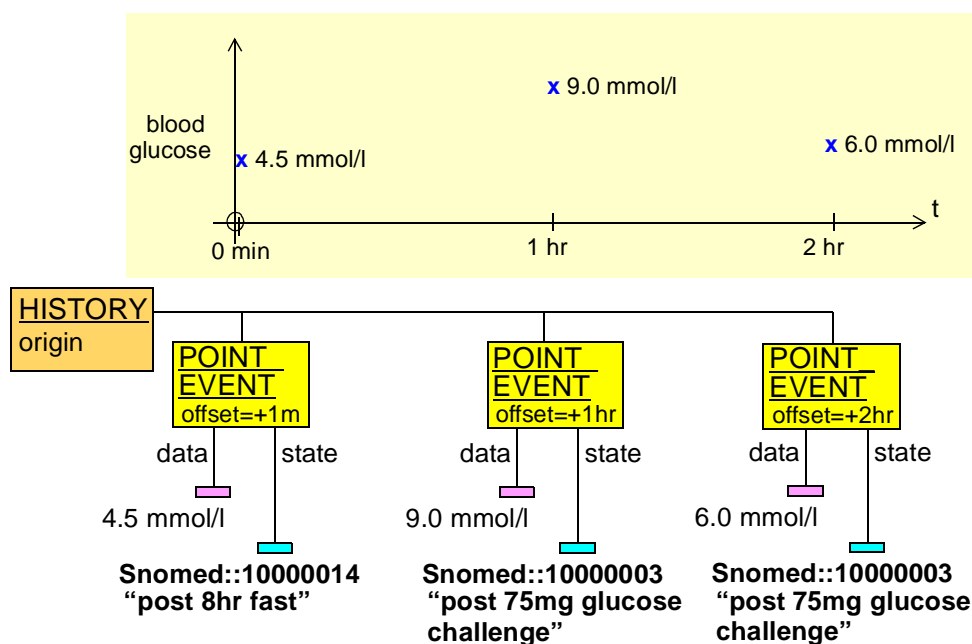 x 9.0 mmol/l
blood
glucose
x 4.5 mmol/l
x 6.0 mmol/l
t
0 min
1 hr
2 hr
HISTORY
origin
POINT_
EVENT
offset=+1m
POINT_
EVENT
offset=+1hr
POINT_
EVENT
offset=+2hr
data
state
data
state
data
state
4.5 mmol/l
9.0 mmol/l
6.0 mmol/l
Snomed::10000014
“post 8hr fast”
Snomed::10000003
“post 75mg glucose
challenge”
Snomed::10000003
“post 75mg glucose
challenge”